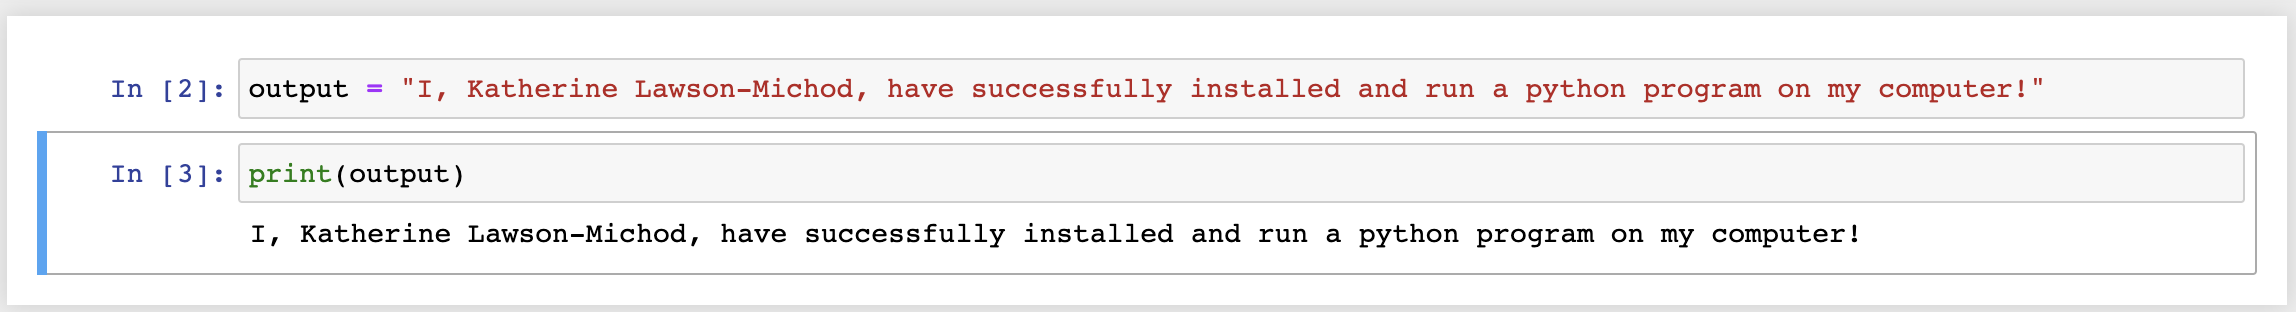 In [2]: output = "I, Katherine Lawson-Michod, have successfully installed and run a python program on my computer!"
In [3]: print(output)
I, Katherine Lawson-Michod, have successfully installed and run a python program on my computer!